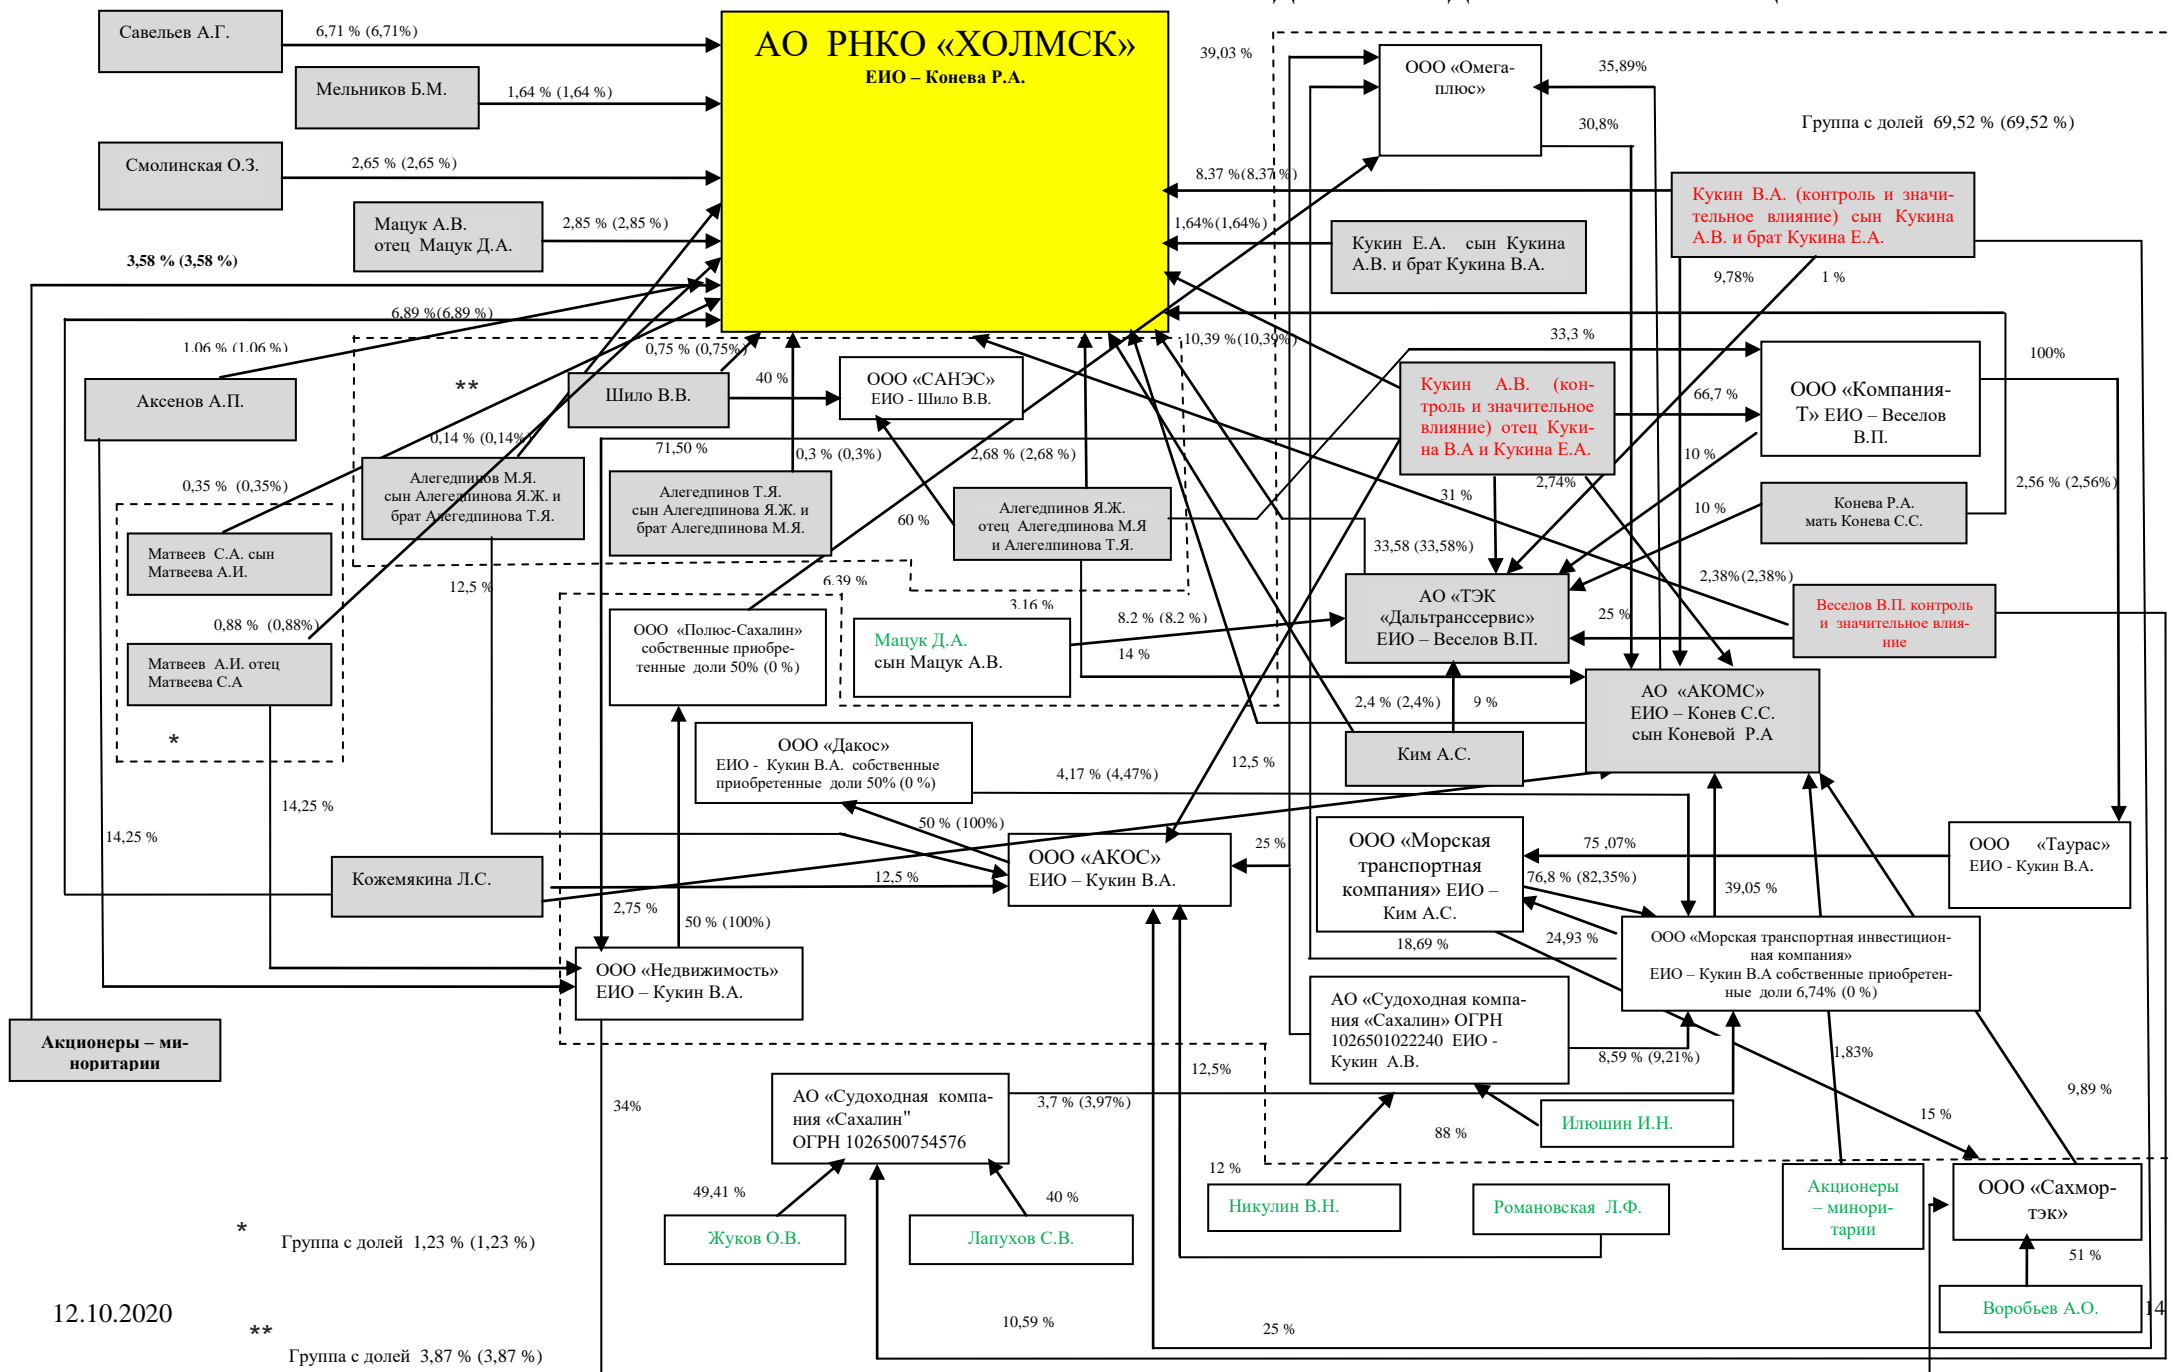 Савельев А.Г.
6,71 % (6,71%)
АО РНКО «ХОЛМСК»
ЕИО – Конева Р.А.
39,03 %
ООО «Омега-
плюс»
35,89%
Мельников Б.М.
1,64 % (1,64 %)
30,8%
Группа с долей 69,52 % (69,52 %)
Смолинская О.З.
2,65 % (2,65 %)
8,37 %(8,37 %)
Кукин В.А. (контроль и значи-
тельное влияние) сын Кукина
А.В. и брат Кукина Е.А.
Мацук А.В.
отец Мацук Д.А.
2,85 % (2,85 %)
1,64%(1,64%)
Кукин Е.А. сын Кукина
А.В. и брат Кукина В.А.
3,58 % (3,58 %)
9,78%
1 %
6,89 %(6,89 %)
1,06 % (1,06 %)
0,75 % (0,75%)
10,39 %(10,39%)
33,3 %
100%
Аксенов А.П.
**
Шило В.В.
40 %
ООО «САНЭС»
ЕИО - Шило В.В.
Кукин А.В. (кон-
троль и значительное
влияние) отец Куки-
на В.А и Кукина Е.А.
66,7 %
ООО «Компания-
Т» ЕИО – Веселов
В.П.
0,14 % (0,14%)
71,50 %
0,3 % (0,3%)
2,68 % (2,68 %)
10 %
Алегедпинов М.Я.
сын Алегедпинова Я.Ж. и
брат Алегедпинова Т.Я.
Алегедпинов Т.Я.
сын Алегедпинова Я.Ж. и
брат Алегедпинова М.Я.
Алегедпинов Я.Ж.
отец Алегедпинова М.Я
и Алегедпинова Т.Я.
0,35 % (0,35%)
31 %
2,74%
2,56 % (2,56%)
Конева Р.А.
мать Конева С.С.
10 %
60 %
Матвеев С.А. сын
Матвеева А.И.
33,58 (33,58%)
12,5 %
6,39 %
3,16 %
2,38%(2,38%)
АО «ТЭК
«Дальтранссервис»
ЕИО – Веселов В.П.
Веселов В.П. контроль
и значительное влия-
ние
25 %
0,88 % (0,88%)
ООО «Полюс-Сахалин»
собственные приобре-
тенные доли 50% (0 %)
Мацук Д.А.
сын Мацук А.В.
8,2 % (8,2 %)
14 %
Матвеев А.И. отец
Матвеева С.А
*
2,4 % (2,4%)
9 %
АО «АКОМС»
ЕИО – Конев С.С.
сын Коневой Р.А
ООО «Дакос»
ЕИО - Кукин В.А. собственные
приобретенные доли 50% (0 %)
4,17 % (4,47%)
12,5 %
Ким А.С.
14,25 %
14,25 %
50 % (100%)
25 %
ООО «АКОС»
ЕИО – Кукин В.А.
ООО «Морская
транспортная
компания» ЕИО –
Ким А.С.
75 ,07%
ООО «Таурас»
ЕИО - Кукин В.А.
Кожемякина Л.С.
12,5 %
76,8 % (82,35%)
39,05 %
2,75 %
50 % (100%)
18,69 %
24,93 %
ООО «Морская транспортная инвестицион-
ная компания»
ЕИО – Кукин В.А собственные приобретен-
ные доли 6,74% (0 %)
ООО «Недвижимость»
ЕИО – Кукин В.А.
АО «Судоходная компа-
ния «Сахалин» ОГРН
1026501022240 ЕИО -
Кукин А.В.
8,59 % (9,21%)
Акционеры – ми-
норитарии
1,83%
12,5%
АО «Судоходная компа-
ния «Сахалин"
ОГРН 1026500754576
3,7 % (3,97%)
9,89 %
34%
15 %
Илюшин И.Н.
88 %
12 %
49,41 %
40 %
Никулин В.Н.
Романовская Л.Ф.
Акционеры
– минори-
тарии
ООО «Сахмор-
тэк»
Жуков О.В.
Лапухов С.В.
*
Группа с долей 1,23 % (1,23 %)
51 %
12.10.2020
Воробьев А.О.
14
10,59 %
25 %
**
Группа с долей 3,87 % (3,87 %)